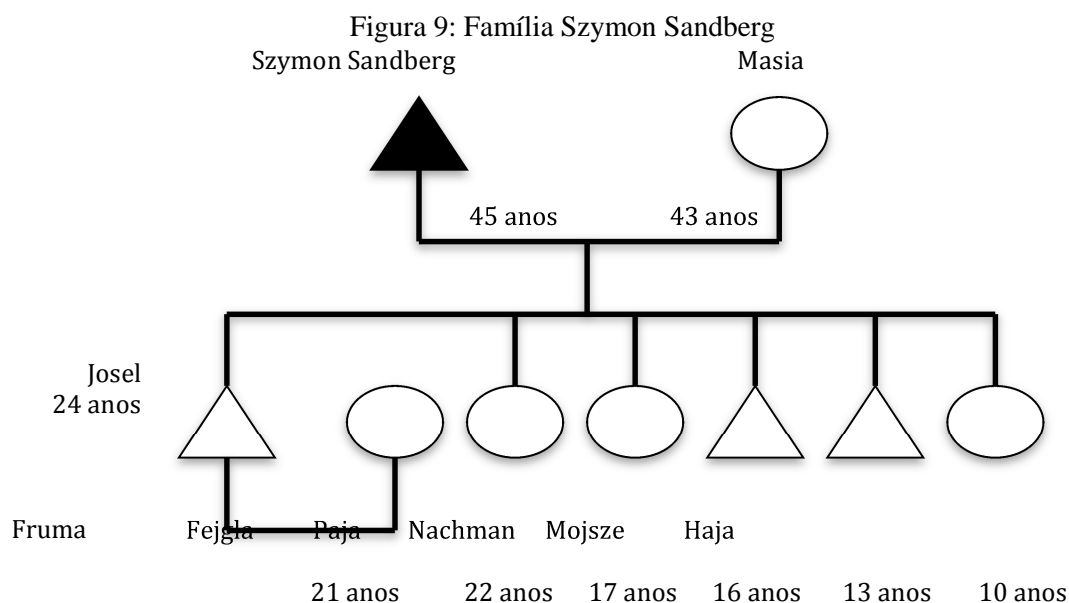 Figura 9: Família Szymon Sandberg
Szymon Sandberg Masia
45 anos 43 anos
Josel
24 anos
Fruma Fejgla Paja Nachman Mojsze Haja
21 anos 22 anos 17 anos 16 anos 13 anos 10 anos